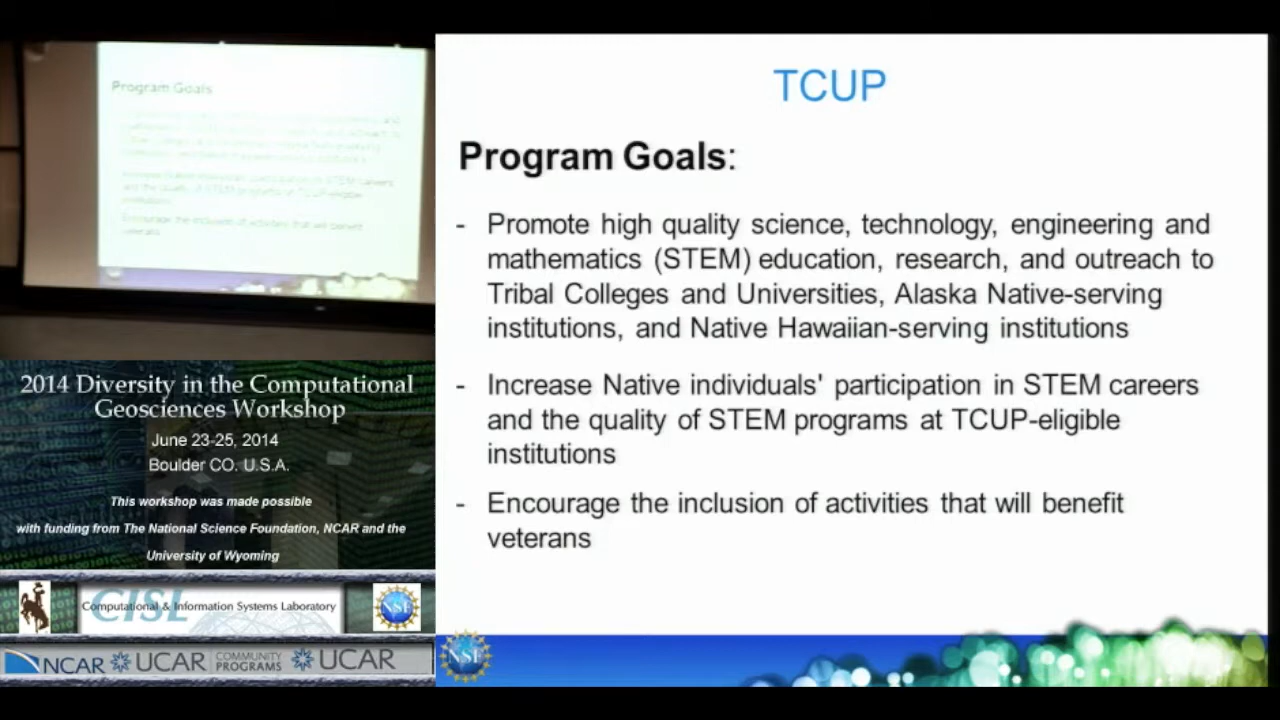 Program Goals
TCUP
Program Goals:
- Promote high quality science, technology, engineering and
mathematics (STEM) education, research, and outreach to
Tribal Colleges and Universities, Alaska Native-serving
institutions, and Native Hawaiian-serving institutions
- Increase Native individuals' participation in STEM careers
and the quality of STEM programs at TCUP-eligible
institutions
- Encourage the inclusion of activities that will benefit
veterans
2014 Diversity in the Computational
Geosciences Workshop
June 23-25, 2014
Boulder CO. U.S.A.
This workshop was made possible
with funding from The National Science Foundation, NCAR and the
University of Wyoming
CISL
Computational & Information Systems Laboratory
NSF
NCAR UCAR COMMUNITY
PROGRAMS UCAR
NSF